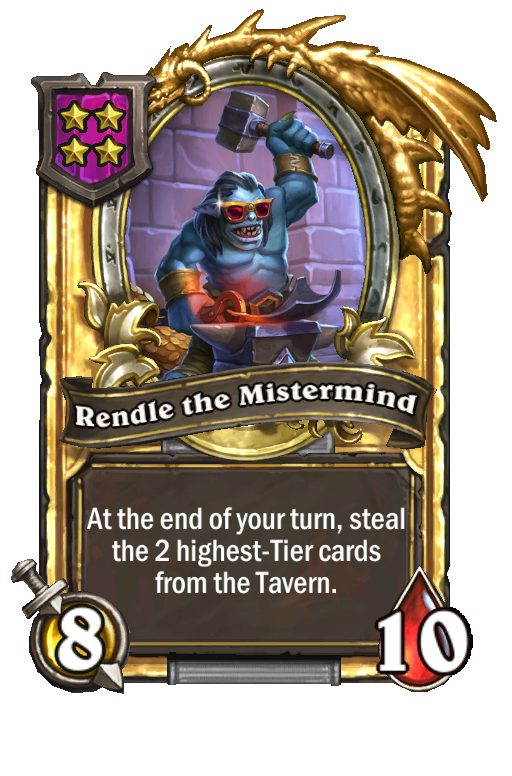 Rendle the Mistermind
At the end of your turn, steal
the 2 highest-Tier cards
from the Tavern.
8
10